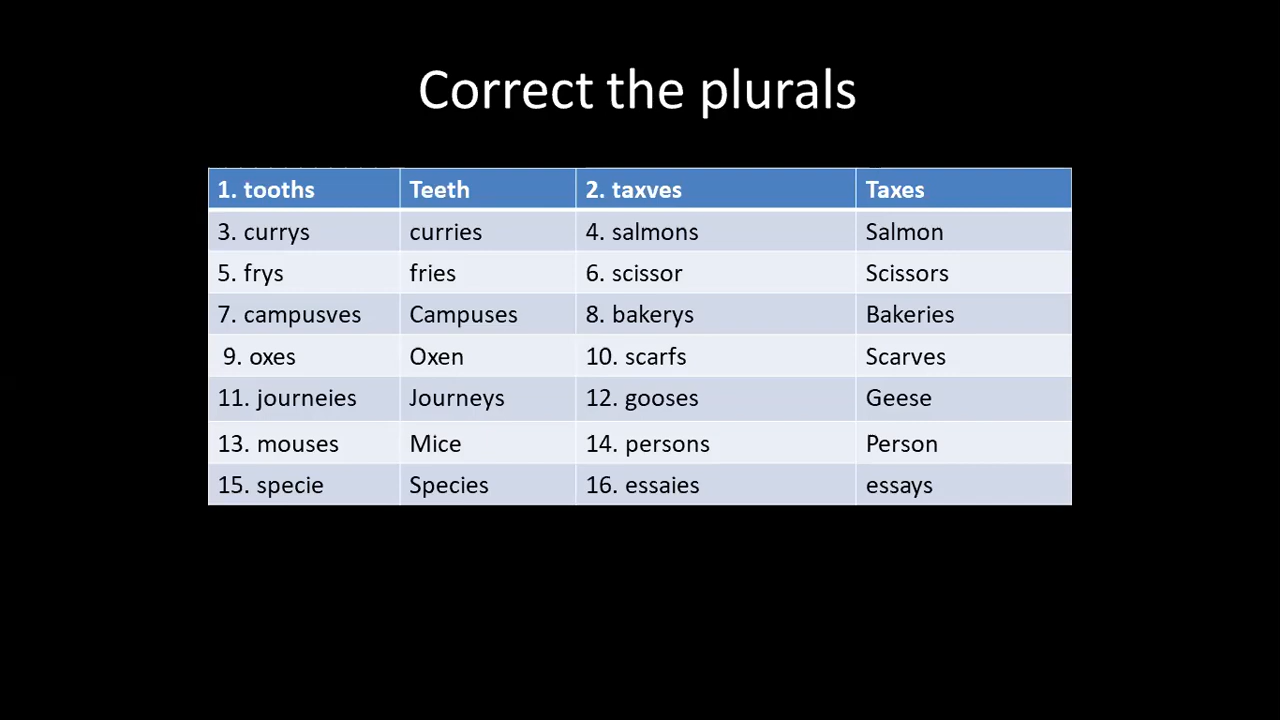 Correct the plurals
1. tooths Teeth 2. taxves Taxes
3. currys curries 4. salmons Salmon
5. frys fries 6. scissor Scissors
7. campusves Campuses 8. bakerys Bakeries
9. oxes Oxen 10. scarfs Scarves
11. journeies Journeys 12. gooses Geese
13. mouses Mice 14. persons Person
15. specie Species 16. essaies essays